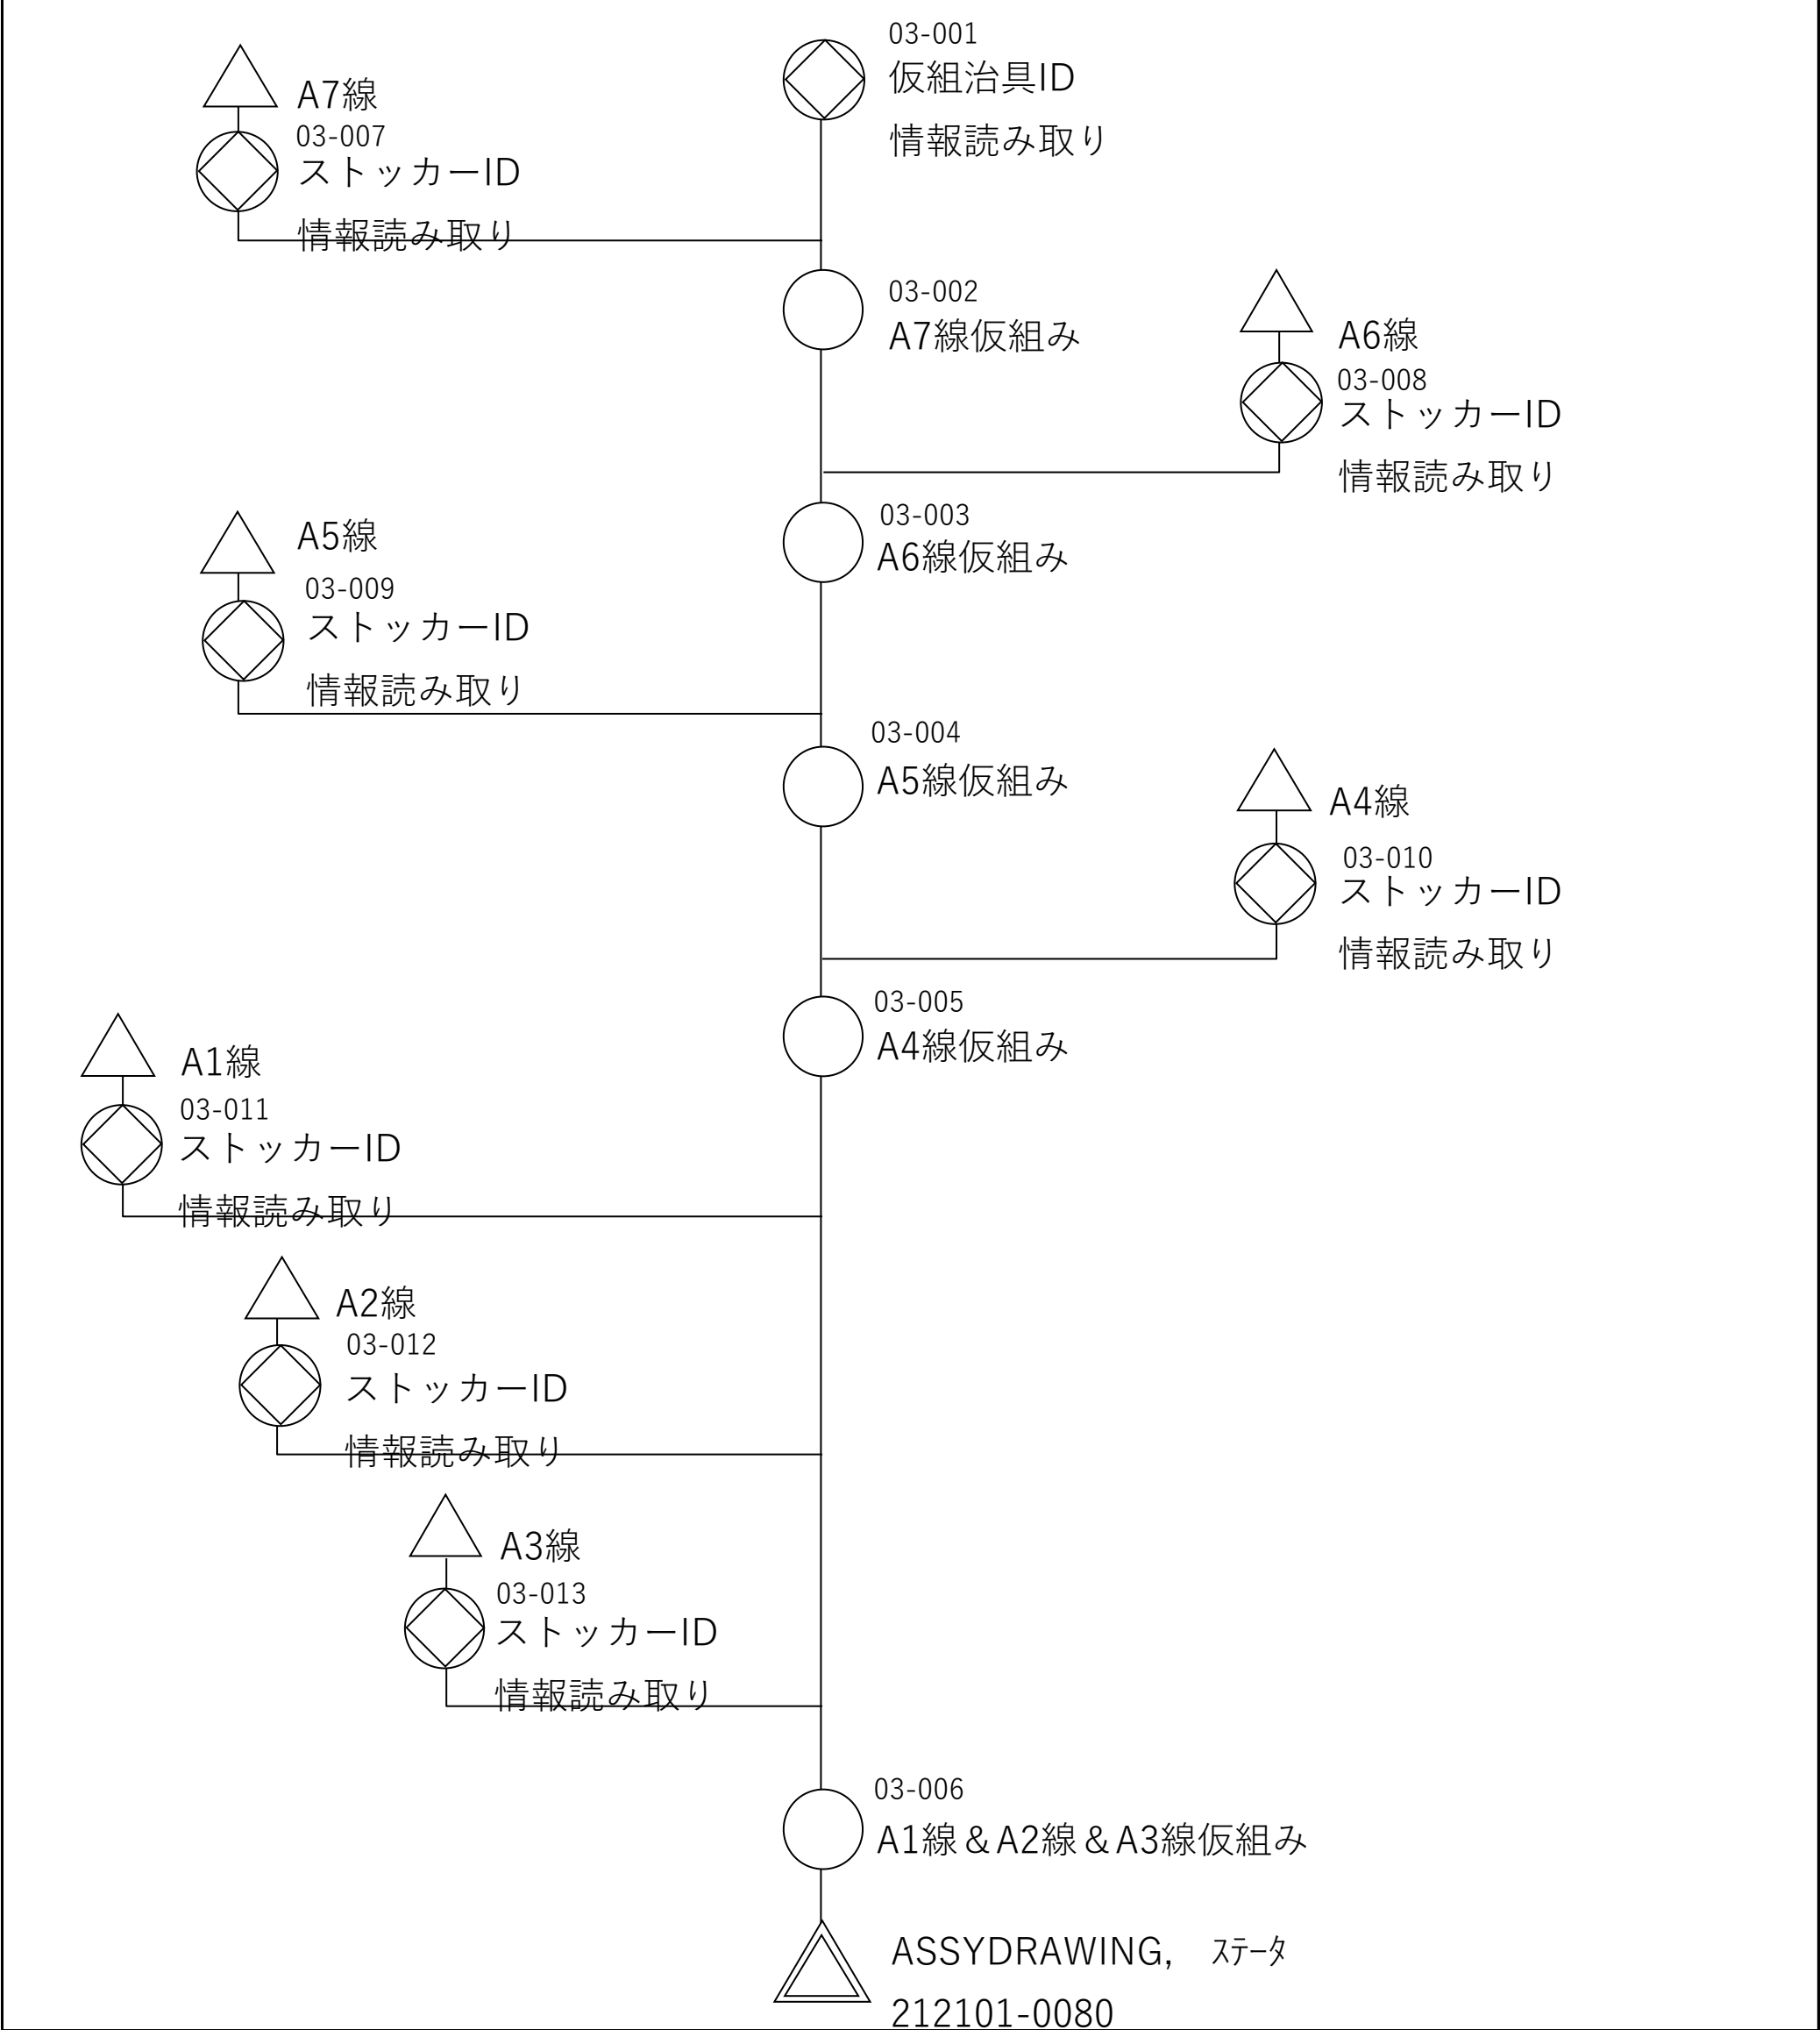 03-001
仮組治具ID
情報読み取り
A7線
03-007
ストッカーID
情報読み取り
03-002
A7線仮組み
A6線
03-008
ストッカーID
情報読み取り
03-003
A6線仮組み
A5線
03-009
ストッカーID
情報読み取り
03-004
A5線仮組み
A4線
03-010
ストッカーID
情報読み取り
03-005
A4線仮組み
A1線
03-011
ストッカーID
情報読み取り
A2線
03-012
ストッカーID
情報読み取り
A3線
03-013
ストッカーID
情報読み取り
03-006
A1線&A2線&A3線仮組み
ASSYDRAWING, ステータ
212101-0080